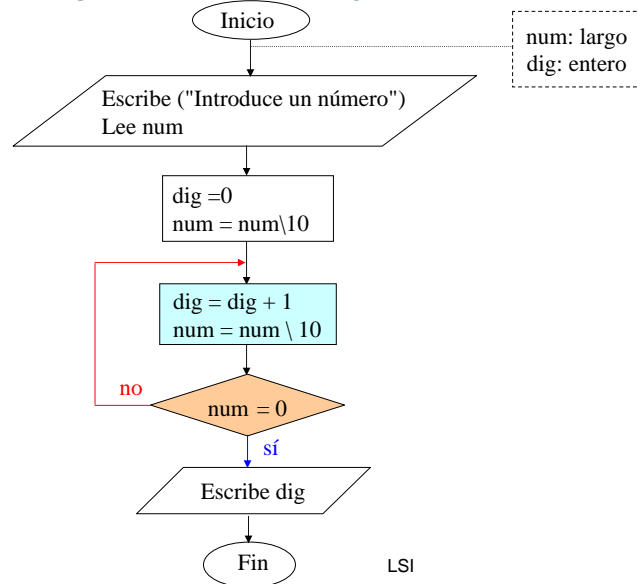 Inicio
num: largo
dig: entero
Escribe ("Introduce un número")
Lee num
dig =0
num = num\10
dig = dig + 1
num = num \ 10
no
num = 0
sí
Escribe dig
Fin
LSI